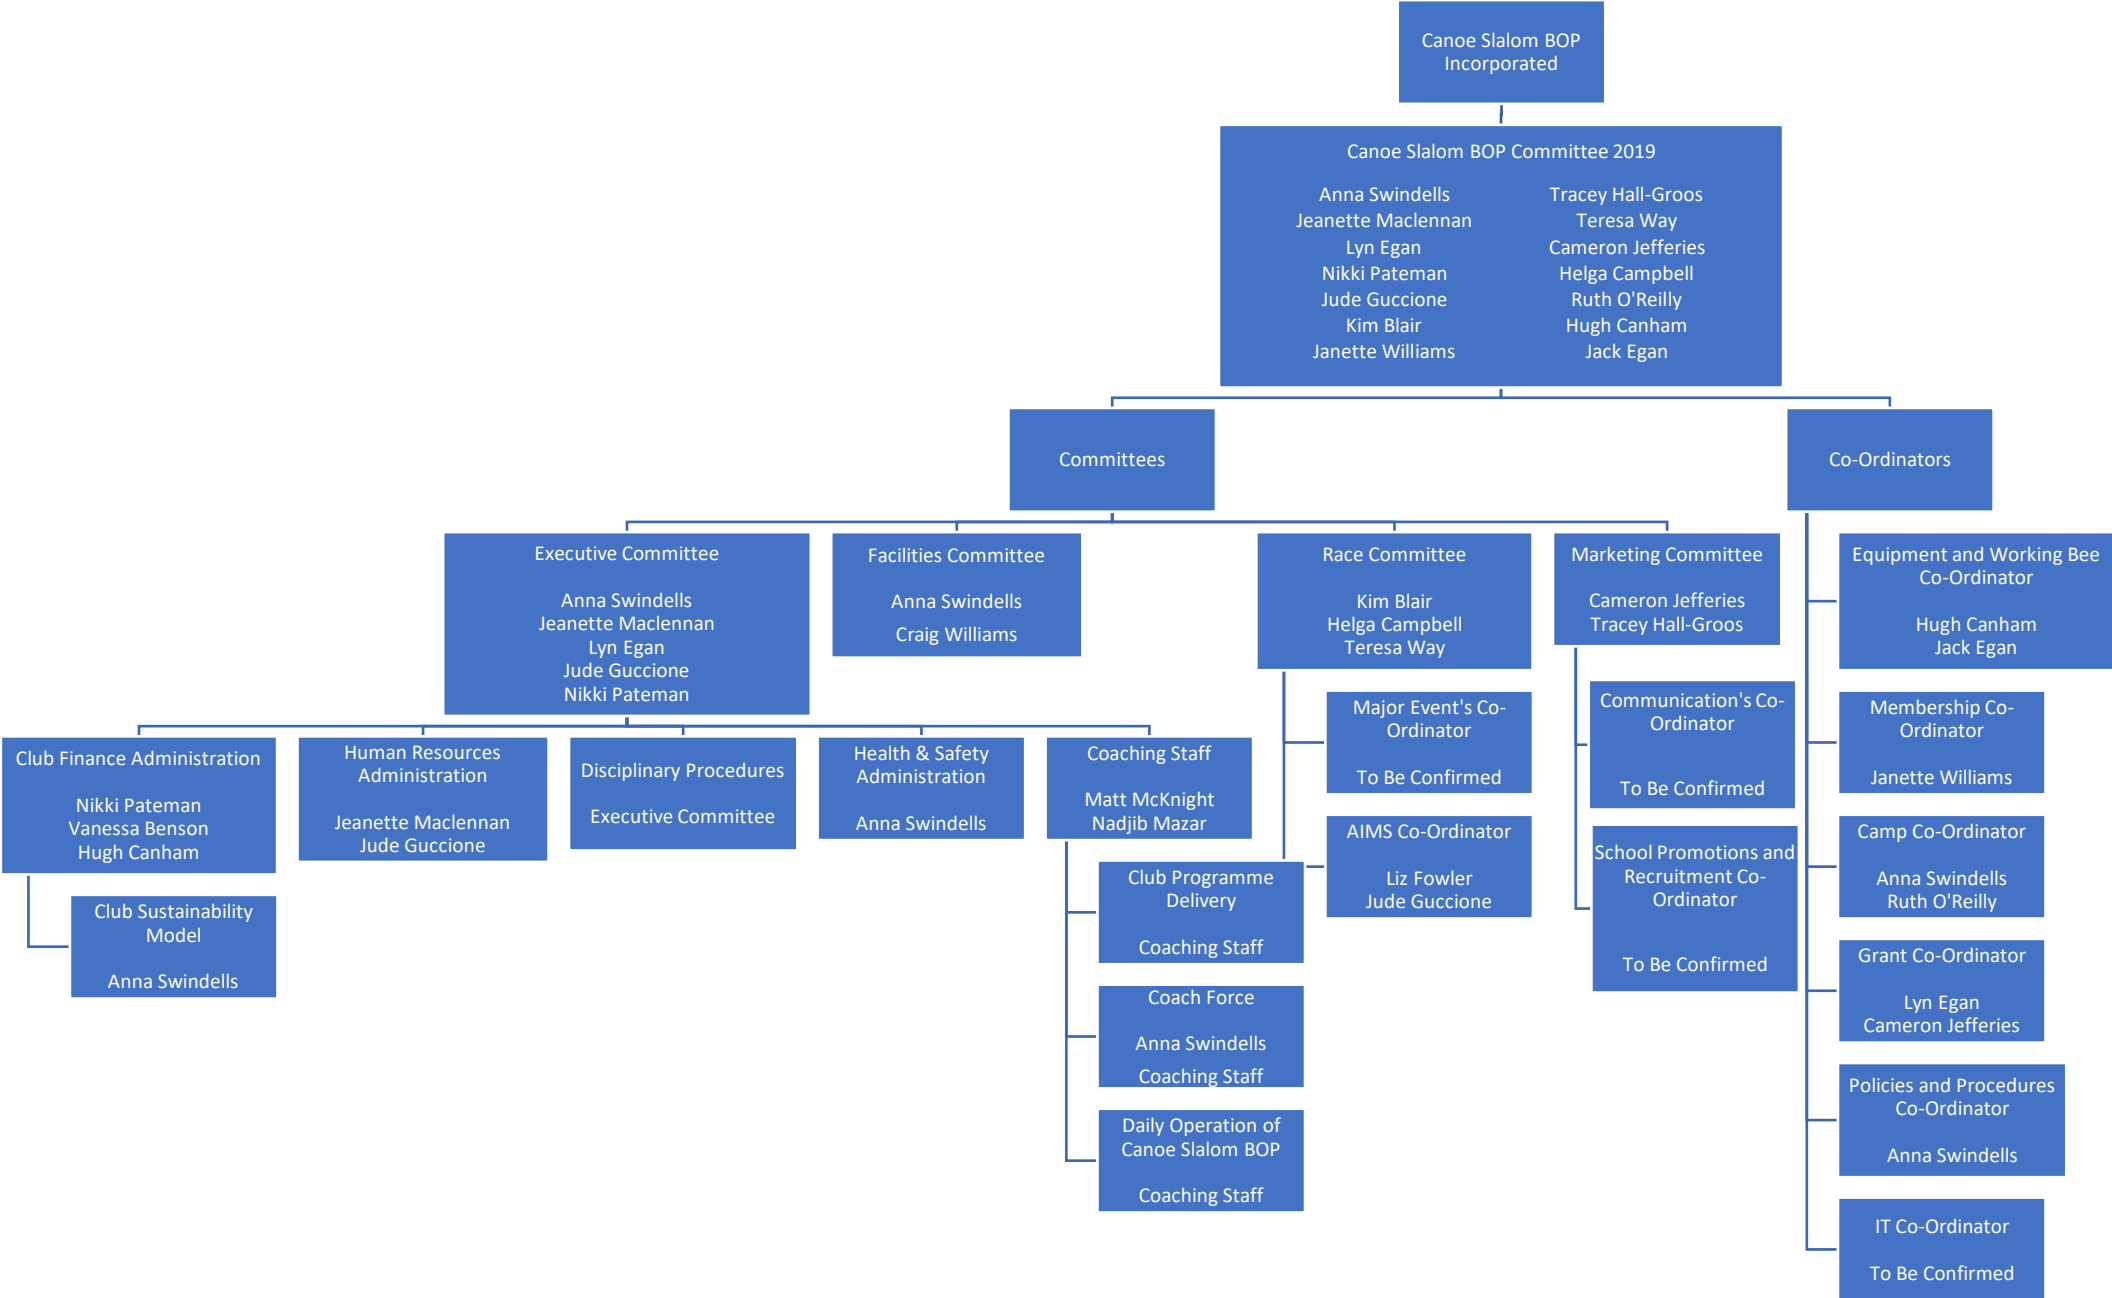 Canoe Slalom BOP
Incorporated
Canoe Slalom BOP Committee 2019
Anna Swindells
Jeanette Maclennan
Lyn Egan
Nikki Pateman
Jude Guccione
Kim Blair
Janette Williams
Tracey Hall-Groos
Teresa Way
Cameron Jefferies
Helga Campbell
Ruth O'Reilly
Hugh Canham
Jack Egan
Committees
Co-Ordinators
Executive Committee
Anna Swindells
Jeanette Maclennan
Lyn Egan
Jude Guccione
Nikki Pateman
Facilities Committee
Anna Swindells
Craig Williams
Race Committee
Kim Blair
Helga Campbell
Teresa Way
Marketing Committee
Cameron Jefferies
Tracey Hall-Groos
Equipment and Working Bee
Co-Ordinator
Hugh Canham
Jack Egan
Club Finance Administration
Nikki Pateman
Vanessa Benson
Hugh Canham
Club Sustainability
Model
Anna Swindells
Human Resources
Administration
Jeanette Maclennan
Jude Guccione
Disciplinary Procedures
Executive Committee
Health & Safety
Administration
Anna Swindells
Coaching Staff
Matt McKnight
Nadjib Mazar
Club Programme
Delivery
Coaching Staff
Coach Force
Anna Swindells
Coaching Staff
Daily Operation of
Canoe Slalom BOP
Coaching Staff
Major Event's Co-
Ordinator
To Be Confirmed
AIMS Co-Ordinator
Liz Fowler
Jude Guccione
Communication's Co-
Ordinator
To Be Confirmed
School Promotions and
Recruitment Co-
Ordinator
To Be Confirmed
Membership Co-
Ordinator
Janette Williams
Camp Co-Ordinator
Anna Swindells
Ruth O'Reilly
Grant Co-Ordinator
Lyn Egan
Cameron Jefferies
Policies and Procedures
Co-Ordinator
Anna Swindells
IT Co-Ordinator
To Be Confirmed